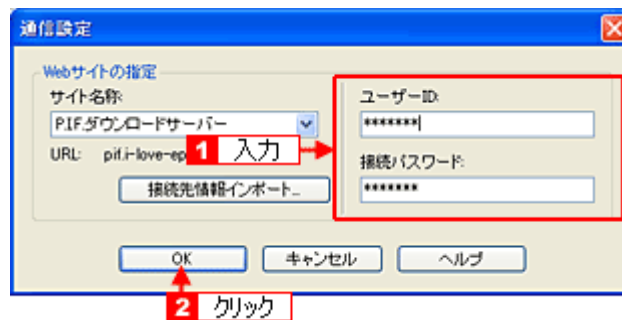 通信設定
Webサイトの指定
サイト名称:
P.I.F.ダウンロードサーバー
URL: pif.i-love-ep
接続先情報インポート...
ユーザーID:
*******
接続パスワード:
*******
1 入力
OK
キャンセル
ヘルプ
2 クリック